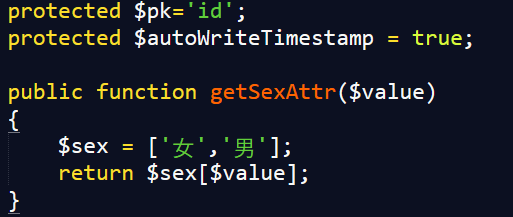 protected $pk='id';
protected $autoWriteTimestamp = true;
public function getSexAttr($value)
{
$sex = ['女','男'];
return $sex[$value];
}